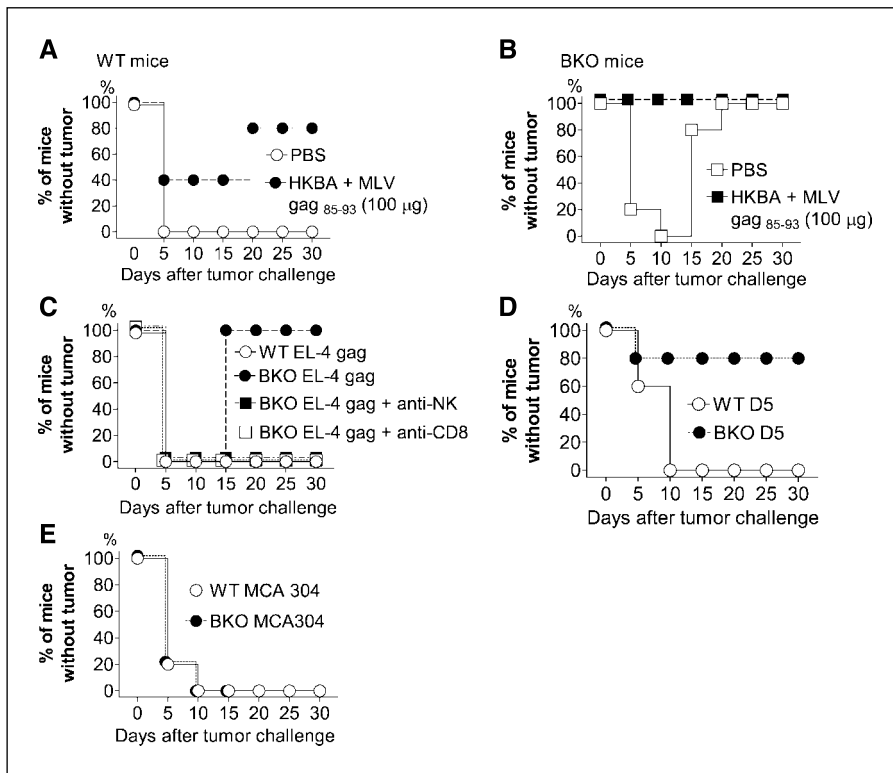 A
WT mice
%
100
80
60
40
20
0
% of mice
without tumor
PBS
HKBA + MLV
gag 85-93 (100 µg)
0 5 10 15 20 25 30
Days after tumor challenge
B
BKO mice
%
100
80
60
40
20
0
% of mice
without tumor
PBS
HKBA + MLV
gag 85-93 (100 µg)
0 5 10 15 20 25 30
Days after tumor challenge
C
%
100
80
60
40
20
0
% of mice
without tumor
WT EL-4 gag
BKO EL-4 gag
BKO EL-4 gag + anti-NK
BKO EL-4 gag + anti-CD8
0 5 10 15 20 25 30
Days after tumor challenge
D
%
100
80
60
40
20
0
% of mice
without tumor
WT D5
BKO D5
0 5 10 15 20 25 30
Days after tumor challenge
E
%
100
80
60
40
20
0
% of mice
without tumor
WT MCA 304
BKO MCA304
0 5 10 15 20 25 30
Days after tumor challenge